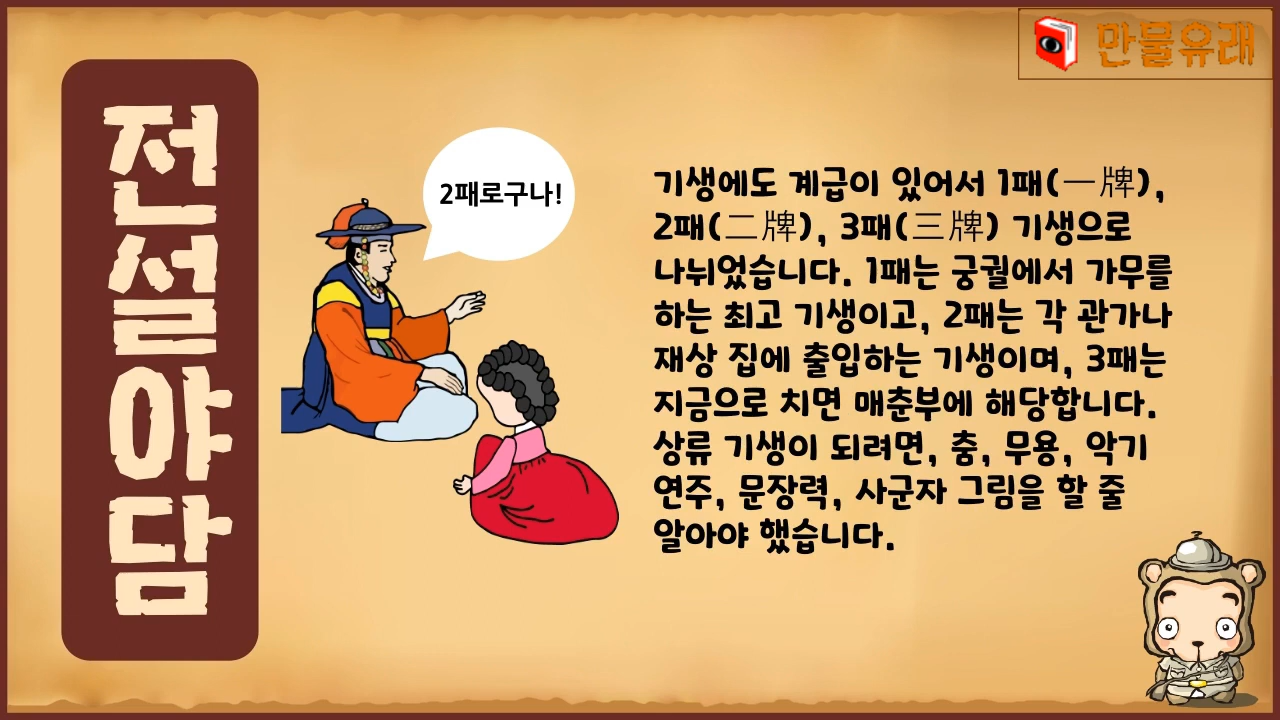 만물유래
전설야담
2패로구나!
기생에도 계급이 있어서 1패(一牌),
2패(二牌), 3패(三牌) 기생으로
나뉘었습니다. 1패는 궁궐에서 가무를
하는 최고 기생이고, 2패는 각 관가나
재상 집에 출입하는 기생이며, 3패는
지금으로 치면 매춘부에 해당합니다.
상류 기생이 되려면, 춤, 무용, 악기
연주, 문장력, 사군자 그림을 할 줄
알아야 했습니다.